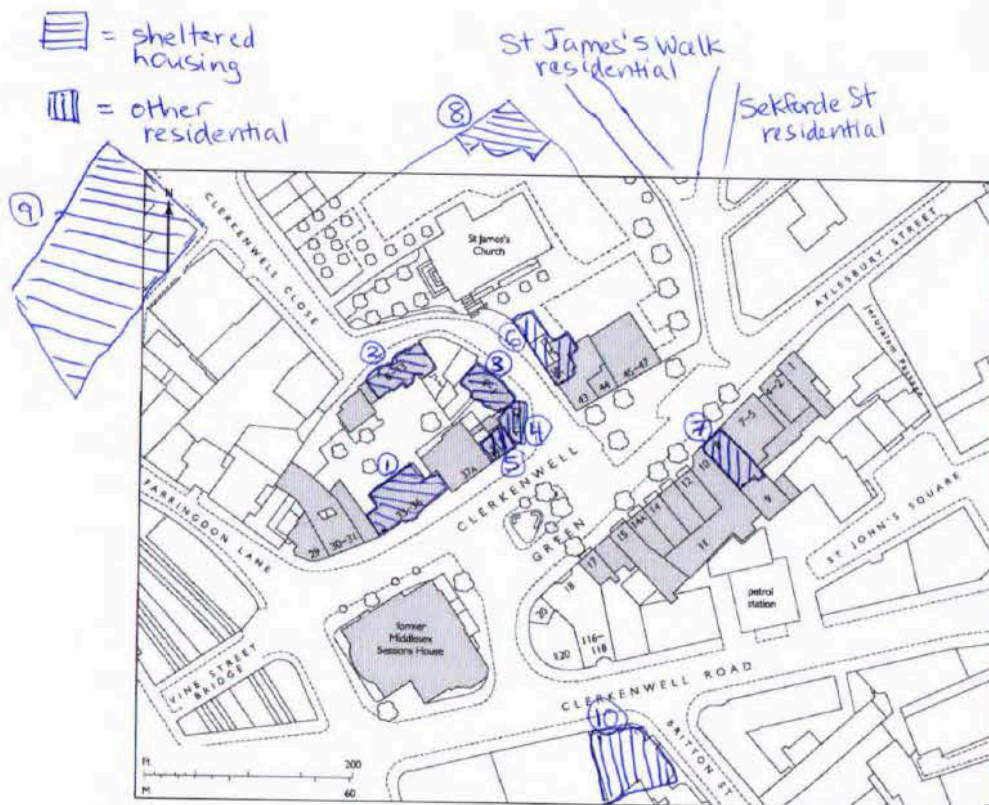 = sheltered
housing
= other
residential
St James's Walk
residential
Sekforde St
residential
8
9
N
CLERKENWELL CLOSE
St James's
Church
AYLESBURY STREET
Jerusalem Passage
2
3
6
43
44
45-47
1
4-2
7-5
7
4
5
1
37A
35-36
CLERKENWELL
GREEN
10
12
14
14A
15
17
18
20
9
11
ST JOHN'S SQUARE
FARRINGDON LANE
29
30-31
petrol
station
former
Middlesex
Sessions House
116–
118
120
VINE STREET
BRIDGE
CLERKENWELL ROAD
10
BRITTON ST
Ft
200
M
60